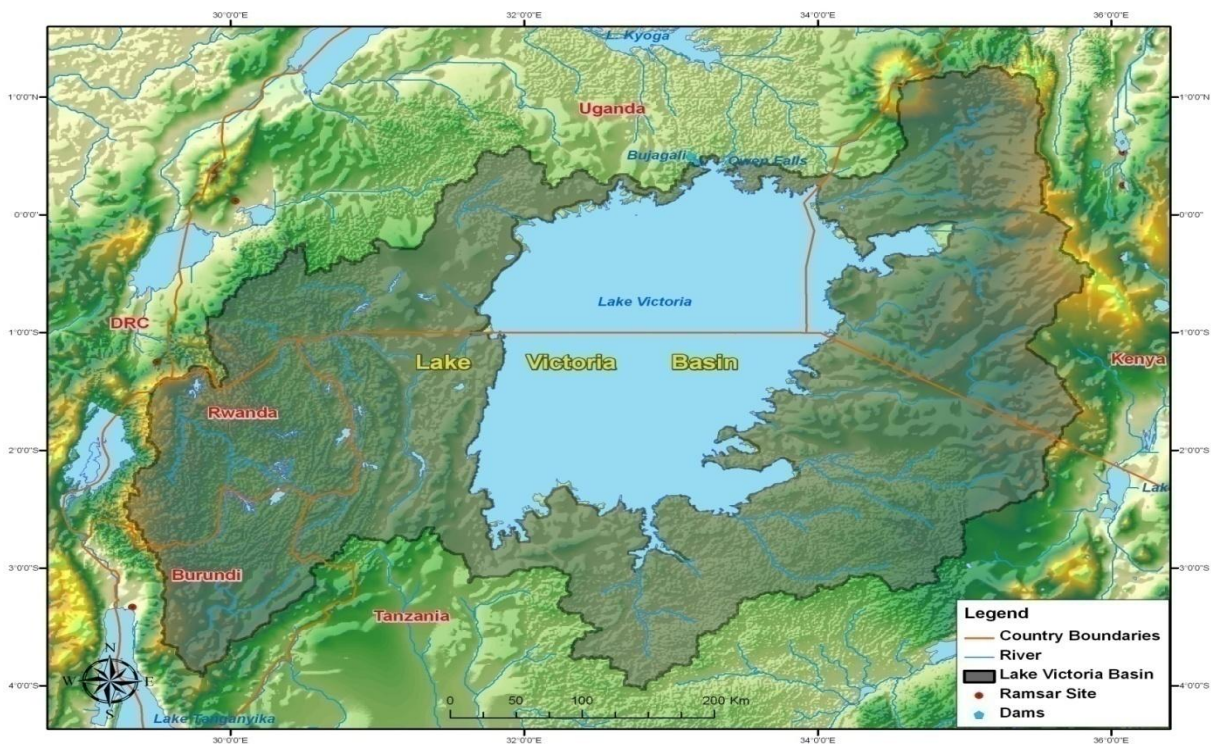 30°0'0"E 32°0'0"E 34°0'0"E 36°0'0"E
L. Kyoga
1°0'0"N 1°0'0"N
Uganda
Bujagali Owen Falls
0°0'0" 0°0'0"
Lake Victoria
DRC
1°0'0"S 1°0'0"S
Lake Victoria Basin
Kenya
Rwanda
2°0'0"S 2°0'0"S
Lake
3°0'0"S 3°0'0"S
Burundi
Tanzania
Legend
Country Boundaries
River
Lake Victoria Basin
Ramsar Site
Dams
N
W E
S
4°0'0"S 4°0'0"S
0 50 100 200 Km
Lake Tanganyika
30°0'0"E 32°0'0"E 34°0'0"E 36°0'0"E